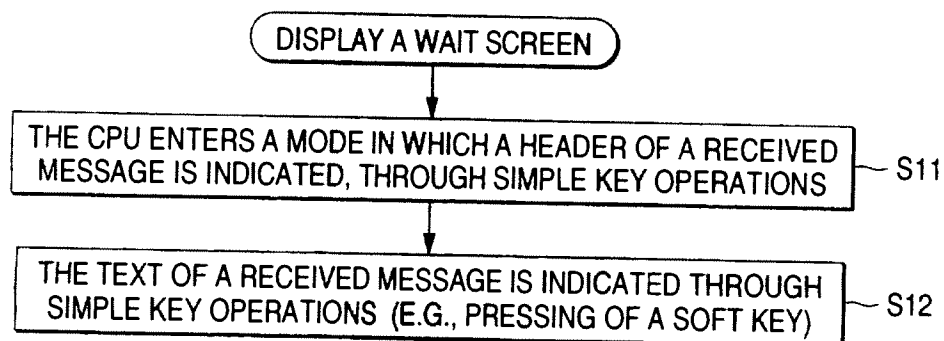 DISPLAY A WAIT SCREEN
THE CPU ENTERS A MODE IN WHICH A HEADER OF A RECEIVED
MESSAGE IS INDICATED, THROUGH SIMPLE KEY OPERATIONS
S11
THE TEXT OF A RECEIVED MESSAGE IS INDICATED THROUGH
SIMPLE KEY OPERATIONS (E.G., PRESSING OF A SOFT KEY)
S12